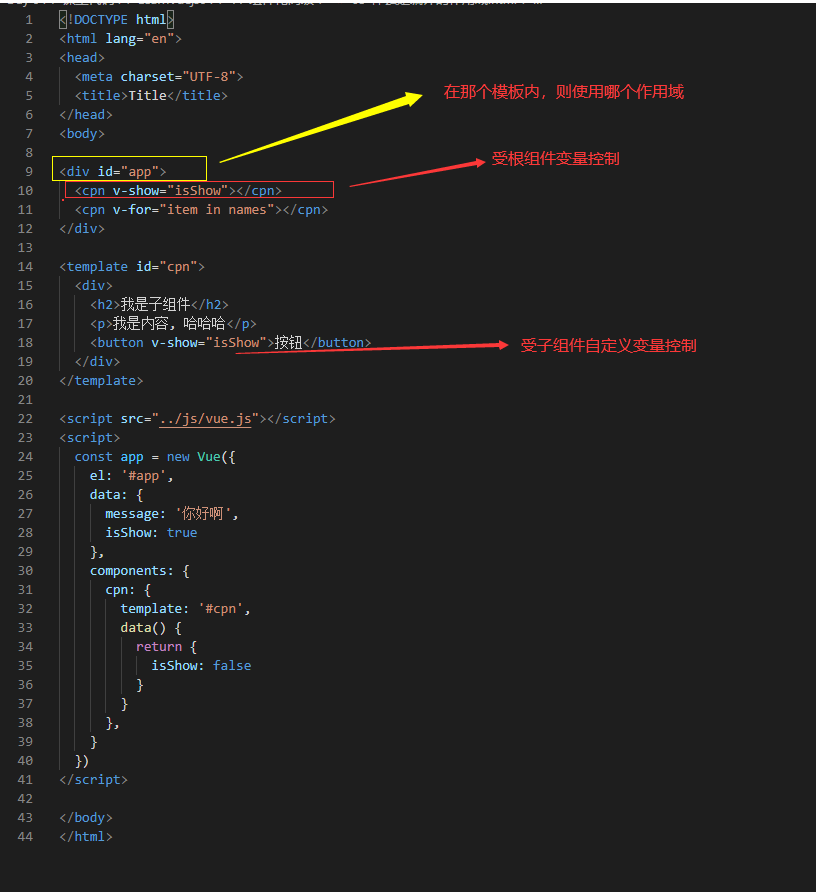 1 <!DOCTYPE html>
2 <html lang="en">
3 <head>
4   <meta charset="UTF-8">
5   <title>Title</title>
在那个模板内，则使用哪个作用域
6 </head>
7 <body>
8
受根组件变量控制
9 <div id="app">
10   <cpn v-show="isShow"></cpn>
11   <cpn v-for="item in names"></cpn>
12 </div>
13
14 <template id="cpn">
15   <div>
16     <h2>我是子组件</h2>
17     <p>我是内容, 哈哈哈</p>
18     <button v-show="isShow">按钮</button>
受子组件自定义变量控制
19   </div>
20 </template>
21
22 <script src="../js/vue.js"></script>
23 <script>
24   const app = new Vue({
25     el: '#app',
26     data: {
27       message: '你好啊',
28       isShow: true
29     },
30     components: {
31       cpn: {
32         template: '#cpn',
33         data() {
34           return {
35             isShow: false
36           }
37         }
38       },
39     }
40   })
41 </script>
42
43 </body>
44 </html>